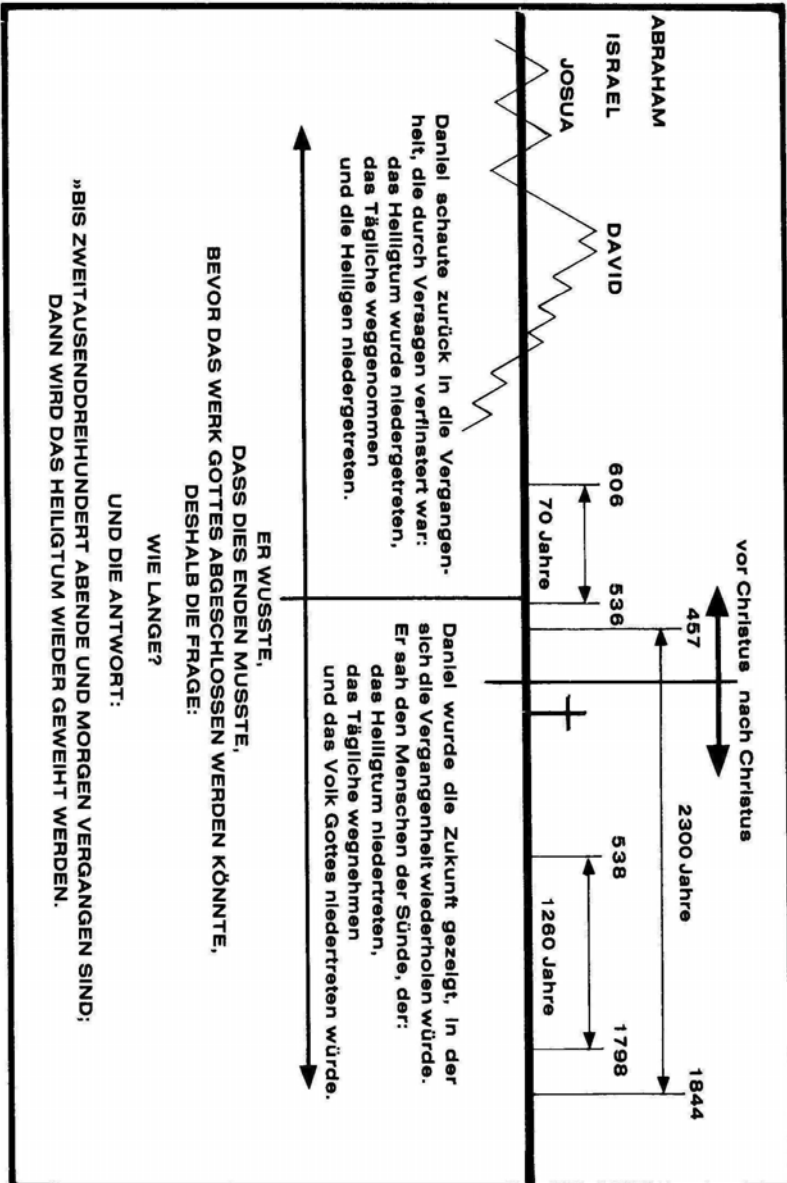 vor Christus nach Christus
ABRAHAM
ISRAEL
JOSUA
DAVID
606
536
70 Jahre
457
2300 Jahre
538
1260 Jahre
1798
1844
Daniel schaute zurück in die Vergangen-
heit, die durch Versagen verfinstert war:
das Heiligtum wurde niedergetreten,
das Tägliche weggenommen
und die Heiligen niedergetreten.
Daniel wurde die Zukunft gezeigt, in der
sich die Vergangenheit wiederholen würde.
Er sah den Menschen der Sünde, der:
das Heiligtum niedertreten,
das Tägliche wegnehmen
und das Volk Gottes niedertreten würde.
ER WUSSTE,
DASS DIES ENDEN MUSSTE,
BEVOR DAS WERK GOTTES ABGESCHLOSSEN WERDEN KÖNNTE,
DESHALB DIE FRAGE:
WIE LANGE?
UND DIE ANTWORT:
»BIS ZWEITAUSENDDREIHUNDERT ABENDE UND MORGEN VERGANGEN SIND;
DANN WIRD DAS HEILIGTUM WIEDER GEWEIHT WERDEN.